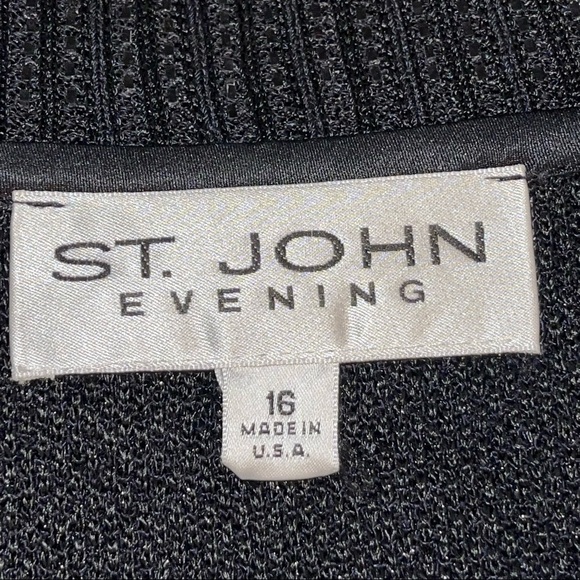 ST. JOHN
EVENING
16
MADE IN
U.S.A.